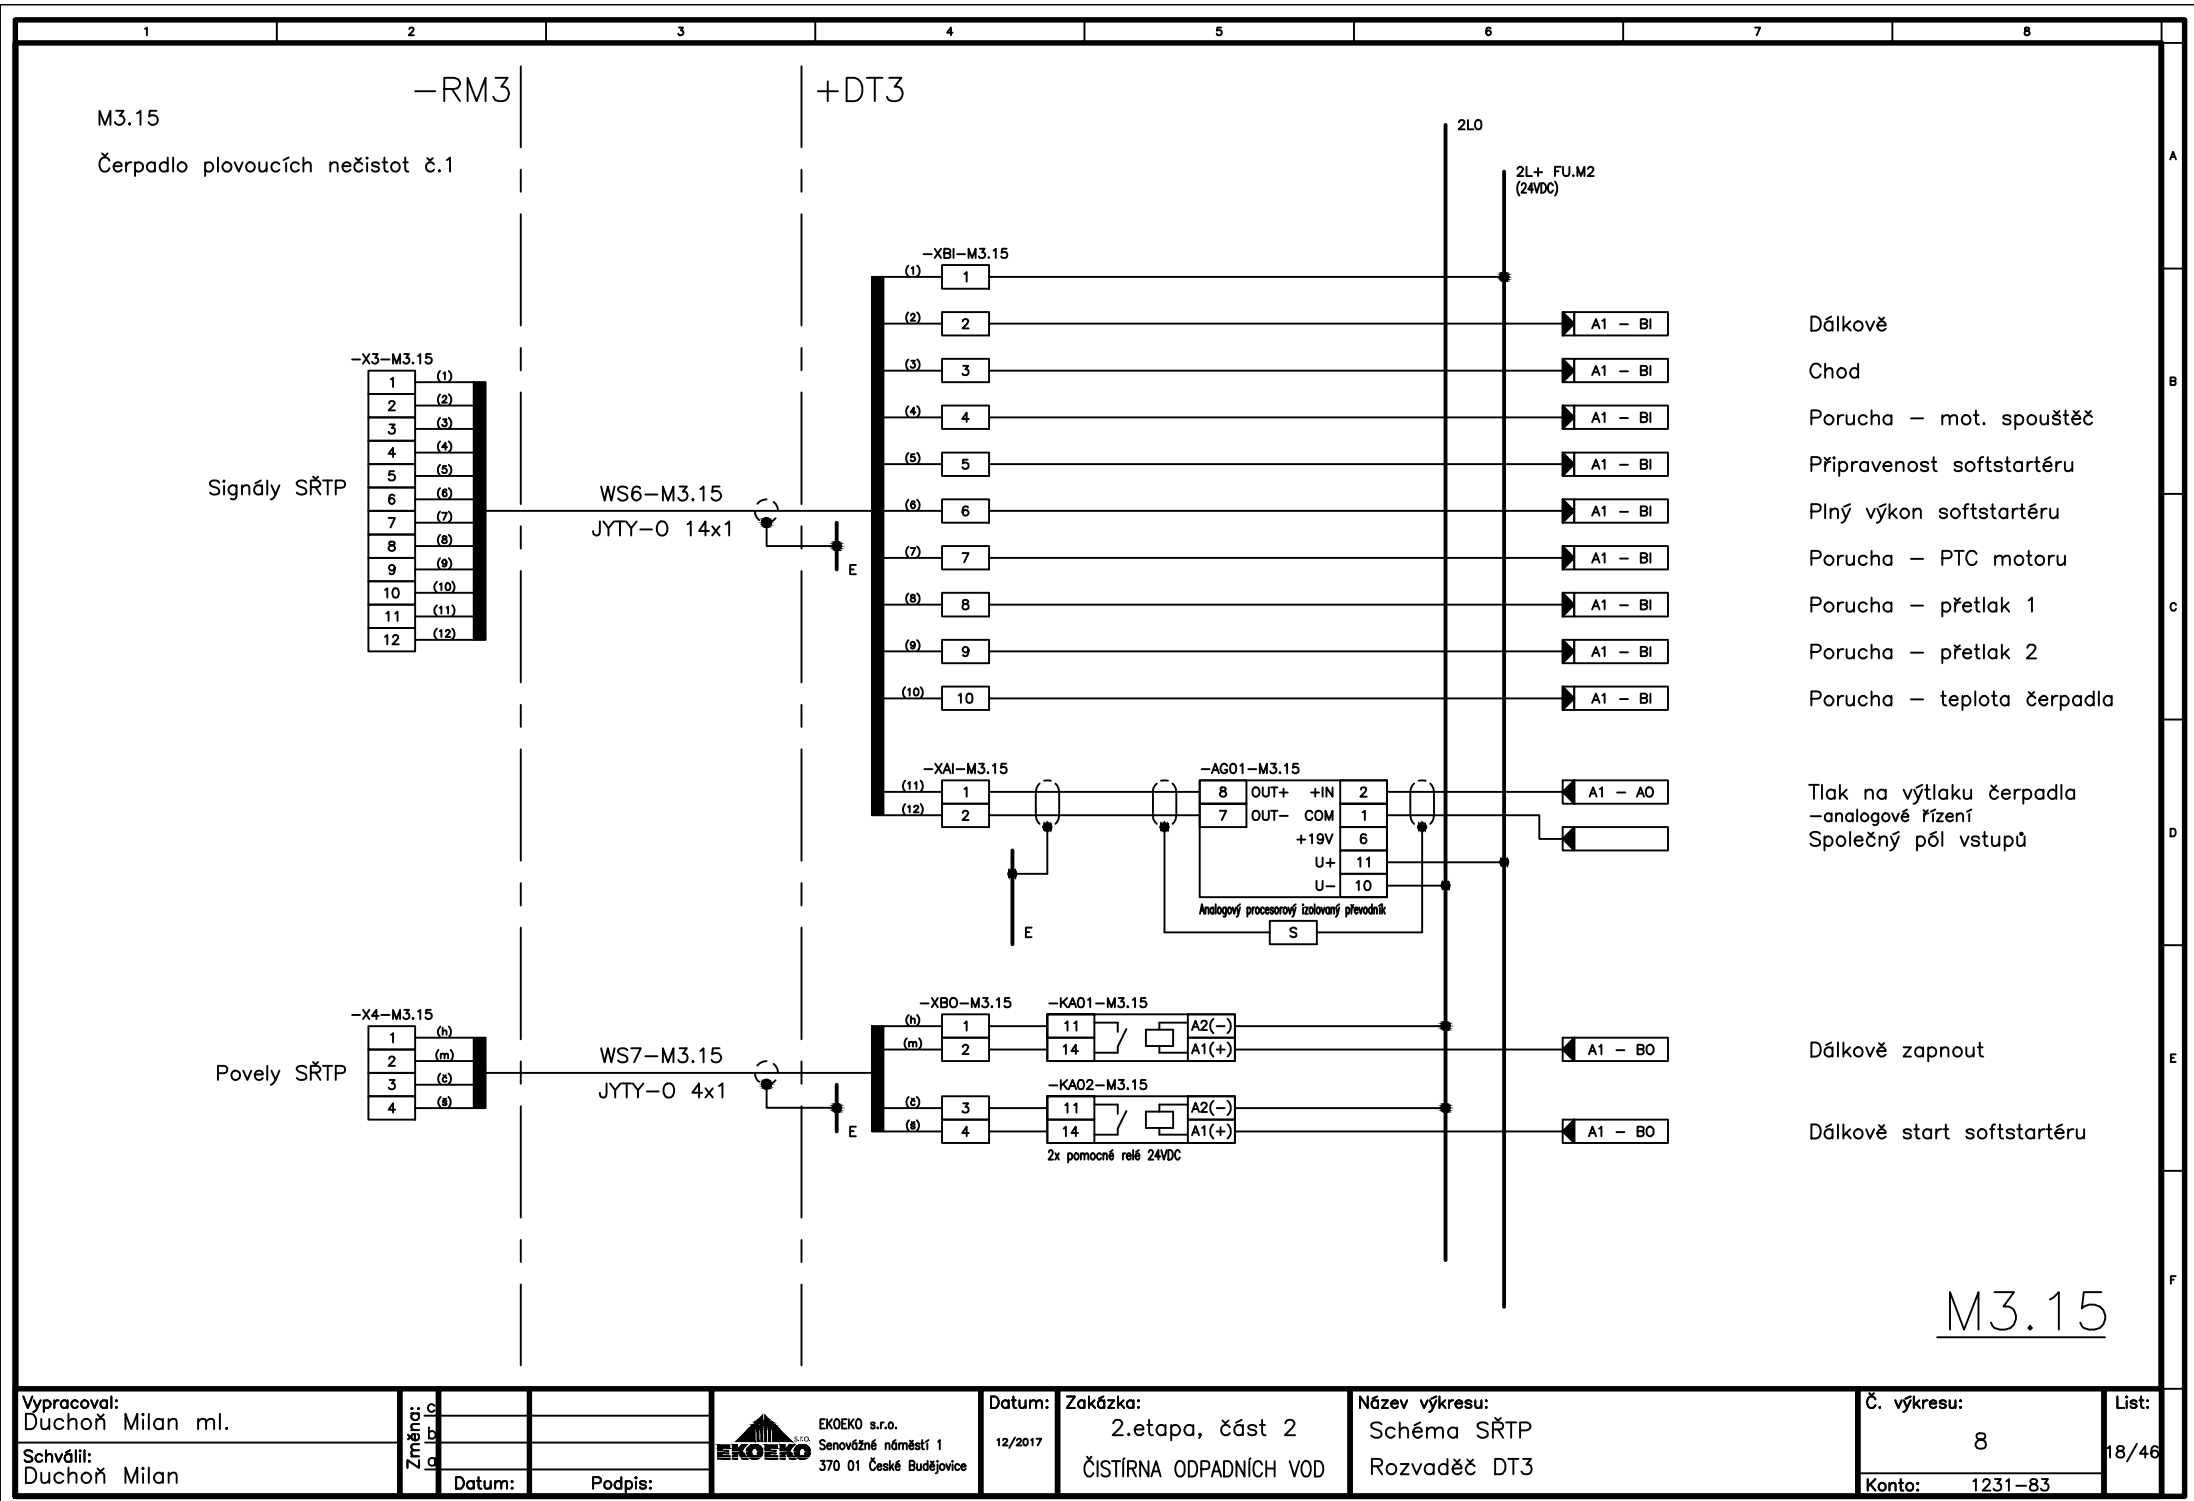 1 2 3 4 5 6 7 8
-RM3
+DT3
M3.15
Čerpadlo plovoucích nečistot č.1
2L0
2L+ FU.M2
(24VDC)
A
B
C
D
E
F
-X3-M3.15
1 (1)
2 (2)
3 (3)
4 (4)
5 (5)
6 (6)
7 (7)
8 (8)
9 (9)
10 (10)
11 (11)
12 (12)
Signály SŘTP
WS6-M3.15
JYTY-O 14x1
E
-XBI-M3.15
(1) 1
(2) 2 A1 - BI Dálkově
(3) 3 A1 - BI Chod
(4) 4 A1 - BI Porucha - mot. spouštěč
(5) 5 A1 - BI Připravenost softstartéru
(6) 6 A1 - BI Plný výkon softstartéru
(7) 7 A1 - BI Porucha - PTC motoru
(8) 8 A1 - BI Porucha - přetlak 1
(9) 9 A1 - BI Porucha - přetlak 2
(10) 10 A1 - BI Porucha - teplota čerpadla
-XAI-M3.15
-AG01-M3.15
(11) 1 8 OUT+ +IN 2 A1 - AO Tlak na výtlaku čerpadla
-analogové řízení
(12) 2 7 OUT- COM 1
Společný pól vstupů
+19V 6
U+ 11
U- 10
Analogový procesorový izolovaný převodník
E
S
-X4-M3.15
1 (h)
2 (m)
3 (č)
4 (š)
Povely SŘTP
WS7-M3.15
JYTY-O 4x1
E
-XBO-M3.15
-KA01-M3.15
(h) 1 11 A2(-)
(m) 2 14 A1(+) A1 - BO Dálkově zapnout
-KA02-M3.15
(č) 3 11 A2(-)
(š) 4 14 A1(+) A1 - BO Dálkově start softstartéru
2x pomocné relé 24VDC
M3.15
Vypracoval:
Duchoň Milan ml.
Schválil:
Duchoň Milan
Změna:
c
b
a
Datum:
Podpis:
EKOEKO s.r.o.
EKOEKO s.r.o.
Senovážné náměstí 1
370 01 České Budějovice
Datum:
12/2017
Zakázka:
2.etapa, část 2
ČISTÍRNA ODPADNÍCH VOD
Název výkresu:
Schéma SŘTP
Rozvaděč DT3
Č. výkresu:
8
Konto: 1231-83
List:
18/46